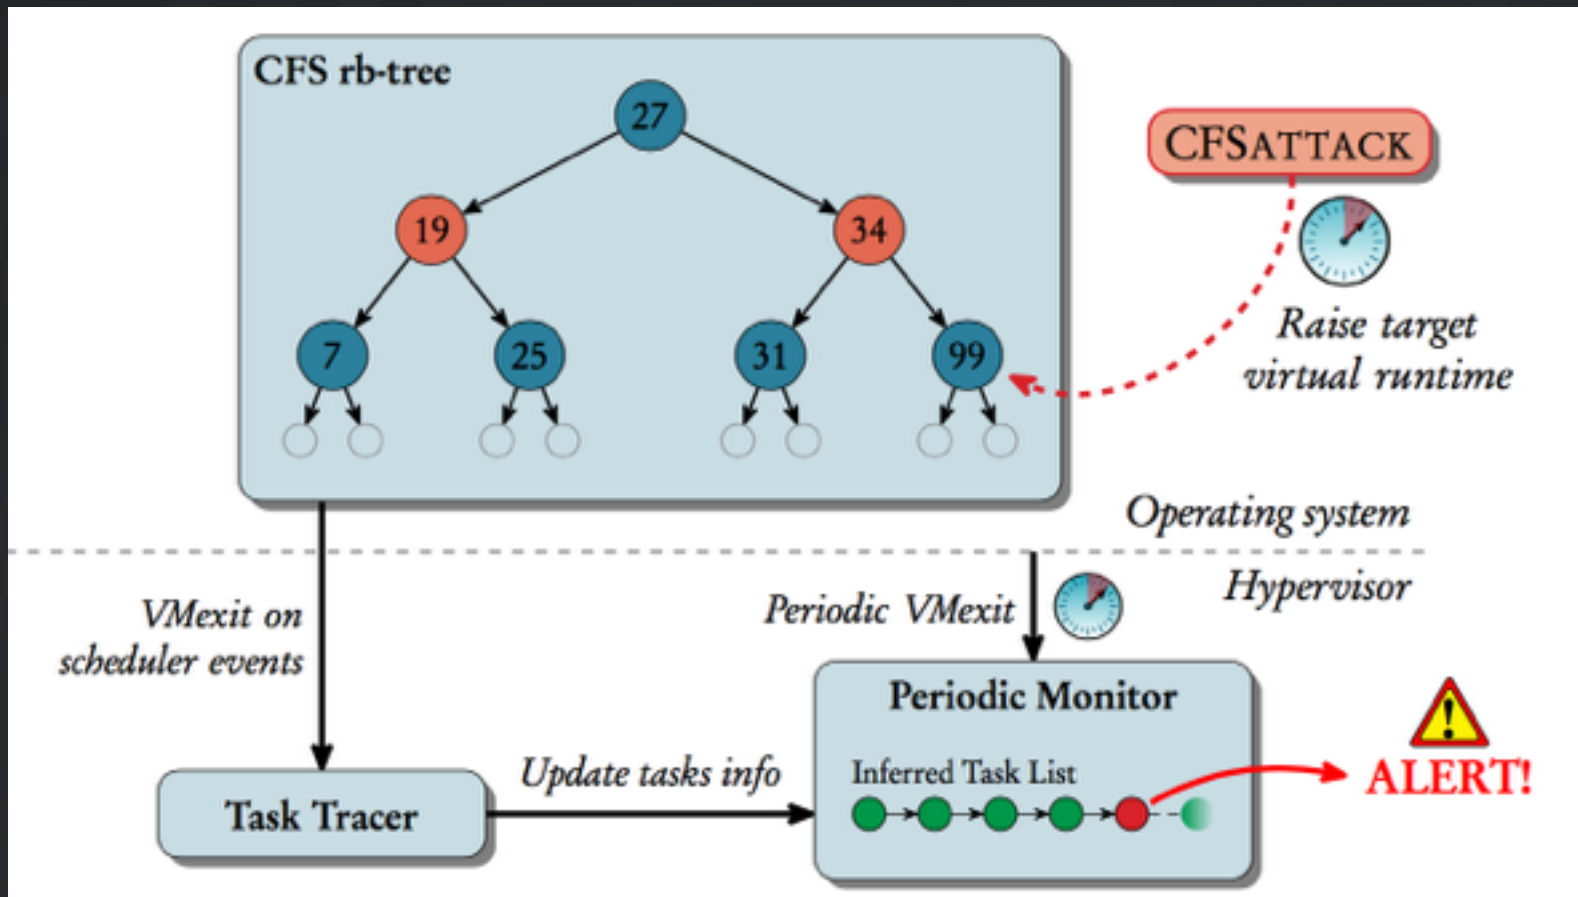 CFS rb-tree
27
CFSATTACK
19
34
Raise target
virtual runtime
7
25
31
99
Operating system
Hypervisor
VMexit on
scheduler events
Periodic VMexit
Periodic Monitor
Update tasks info
Inferred Task List
ALERT!
Task Tracer